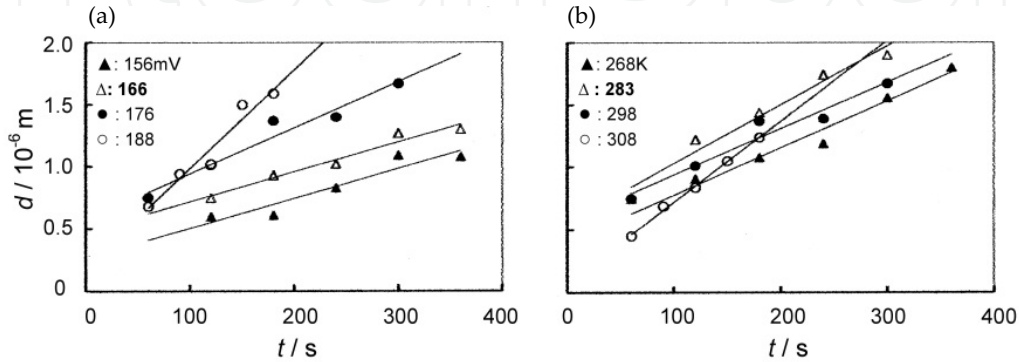 (a)
2.0
1.5
1.0
0.5
0
d / 10⁻⁶ m
▲: 156mV
△: 166
●: 176
○: 188
0 100 200 300 400
t / s
(b)
▲: 268K
△: 283
●: 298
○: 308
0 100 200 300 400
t / s